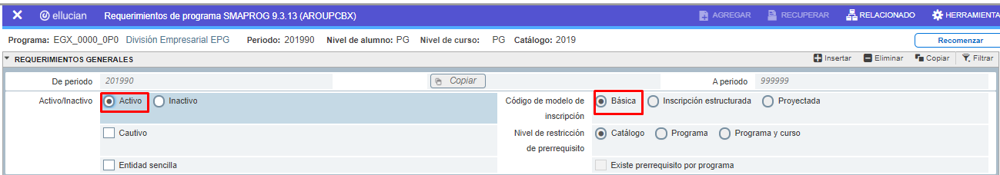 ellucian Requerimientos de programa SMAPROG 9.3.13 (AROUPCBX) AGREGAR RECUPERAR RELACIONADO HERRAMIENTA
Programa: EGX_0000_0P0 División Empresarial EPG Periodo: 201990 Nivel de alumno: PG Nivel de curso: PG Catálogo: 2019 Recomenzar
REQUERIMIENTOS GENERALES Insertar Eliminar Copiar Filtrar
De periodo 201990 Copiar A periodo 999999
Activo/Inactivo Activo Inactivo Código de modelo de Básica Inscripción estructurada Proyectada
inscripción
Cautivo Nivel de restricción Catálogo Programa Programa y curso
de prerrequisito
Entidad sencilla Existe prerrequisito por programa